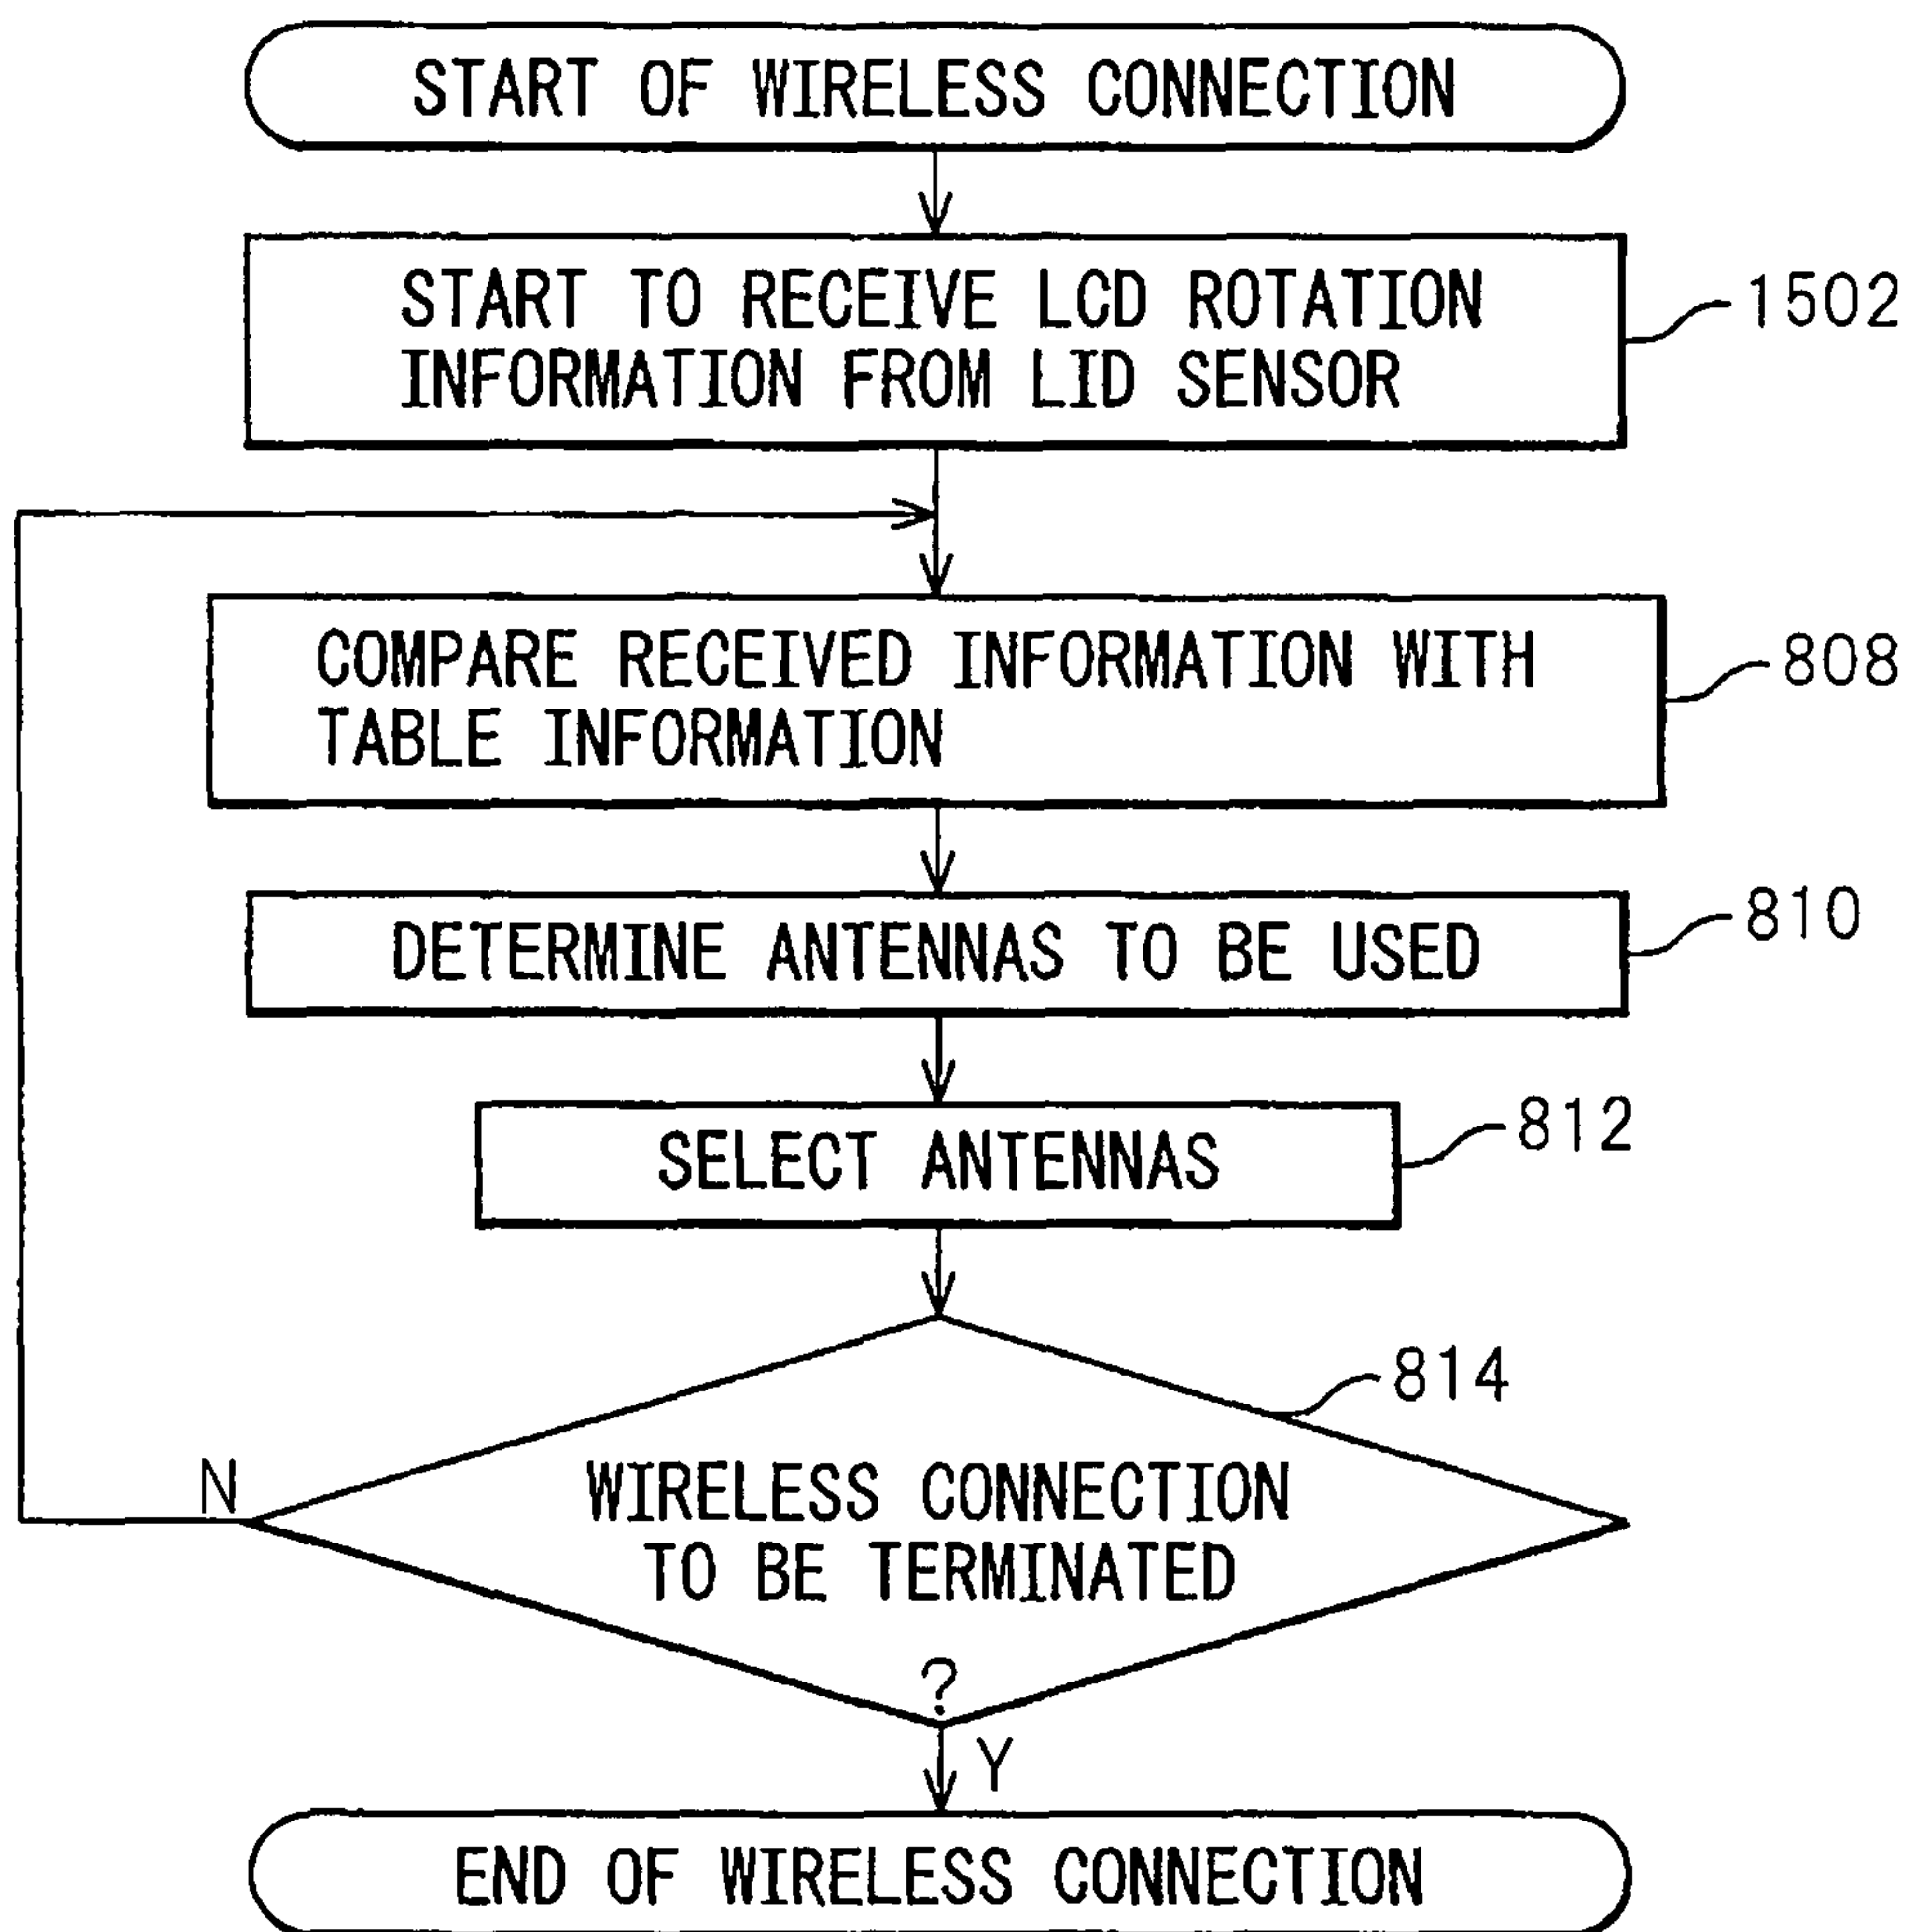 START OF WIRELESS CONNECTION
START TO RECEIVE LCD ROTATION
INFORMATION FROM LID SENSOR
1502
COMPARE RECEIVED INFORMATION WITH
TABLE INFORMATION
808
DETERMINE ANTENNAS TO BE USED
810
SELECT ANTENNAS
812
814
N
WIRELESS CONNECTION
TO BE TERMINATED
?
Y
END OF WIRELESS CONNECTION